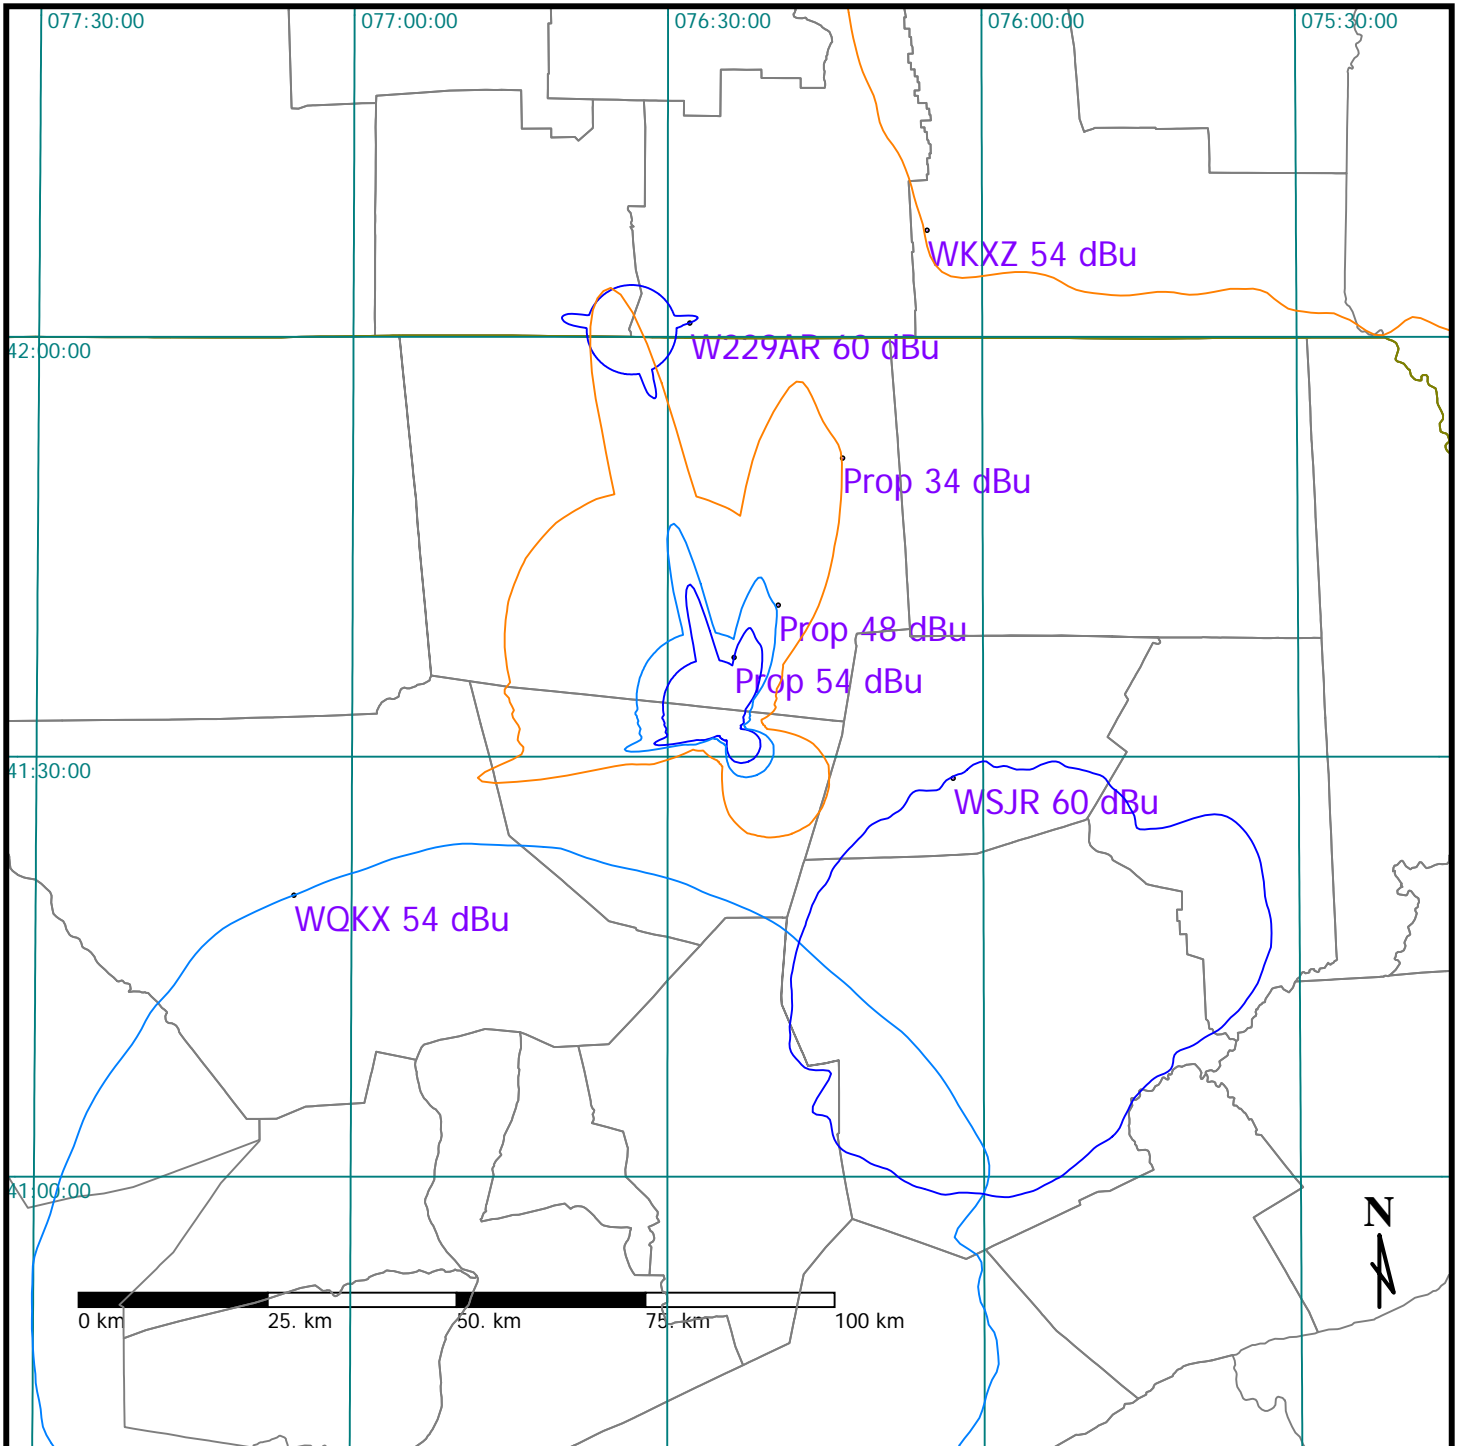 077:30:00 077:00:00 076:30:00 076:00:00 075:30:00
WKXZ 54 dBu
42:00:00
W229AR 60 dBu
Prop 34 dBu
Prop 48 dBu
Prop 54 dBu
41:30:00
WSJR 60 dBu
WQKX 54 dBu
41:00:00
N
0 km 25. km 50. km 75. km 100 km